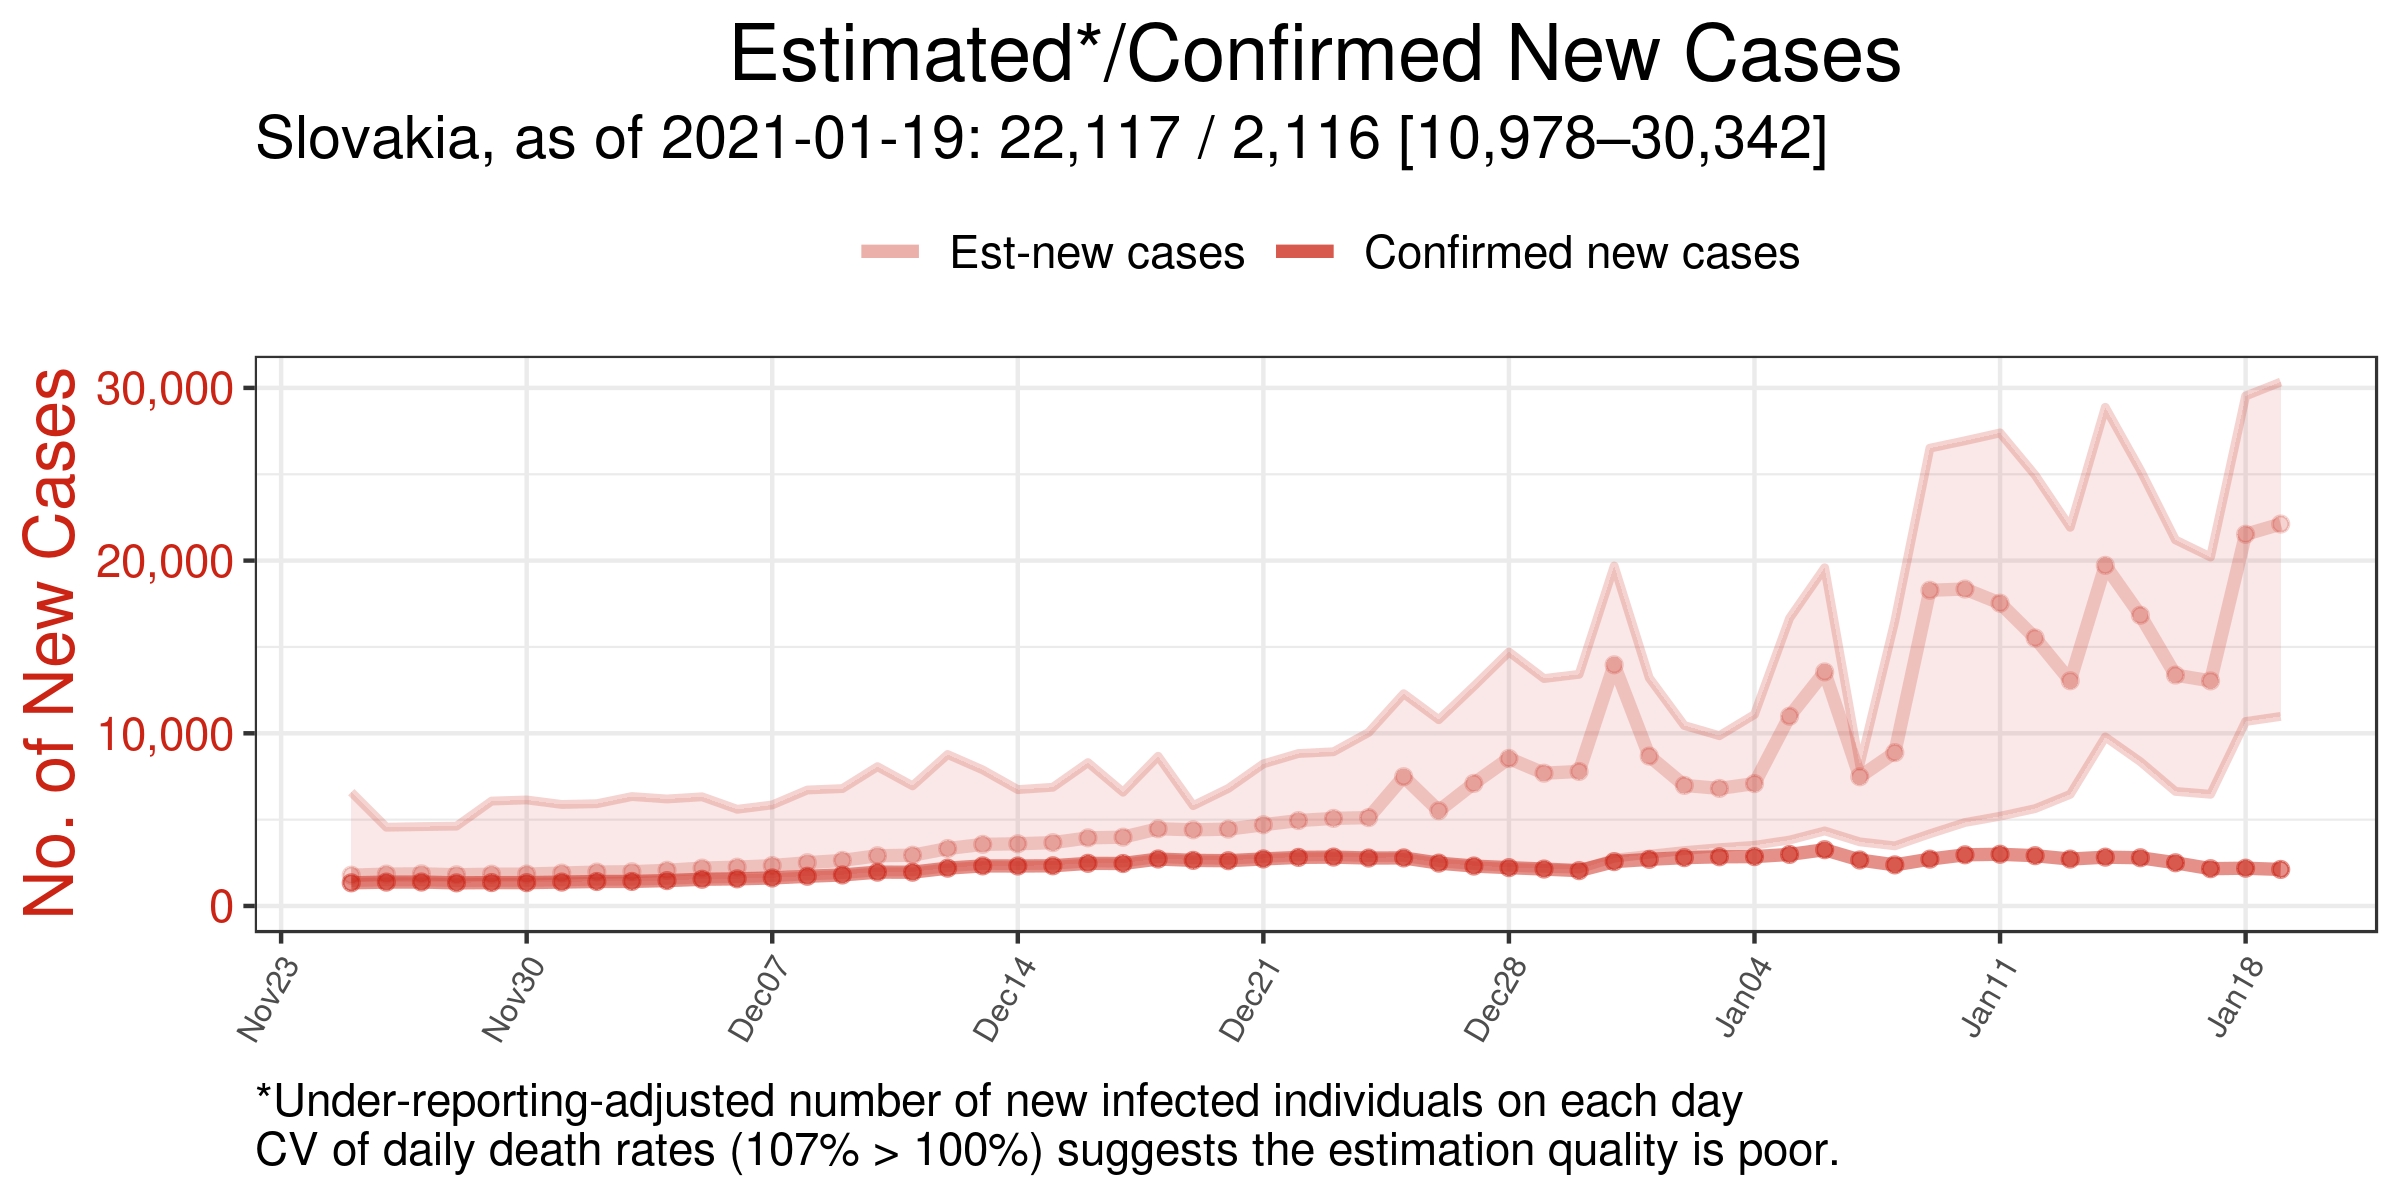 Estimated*/Confirmed New Cases
Slovakia, as of 2021-01-19: 22,117 / 2,116 [10,978–30,342]
Est-new cases Confirmed new cases
No. of New Cases
30,000
20,000
10,000
0
Nov23 Nov30 Dec07 Dec14 Dec21 Dec28 Jan04 Jan11 Jan18
*Under-reporting-adjusted number of new infected individuals on each day
CV of daily death rates (107% > 100%) suggests the estimation quality is poor.